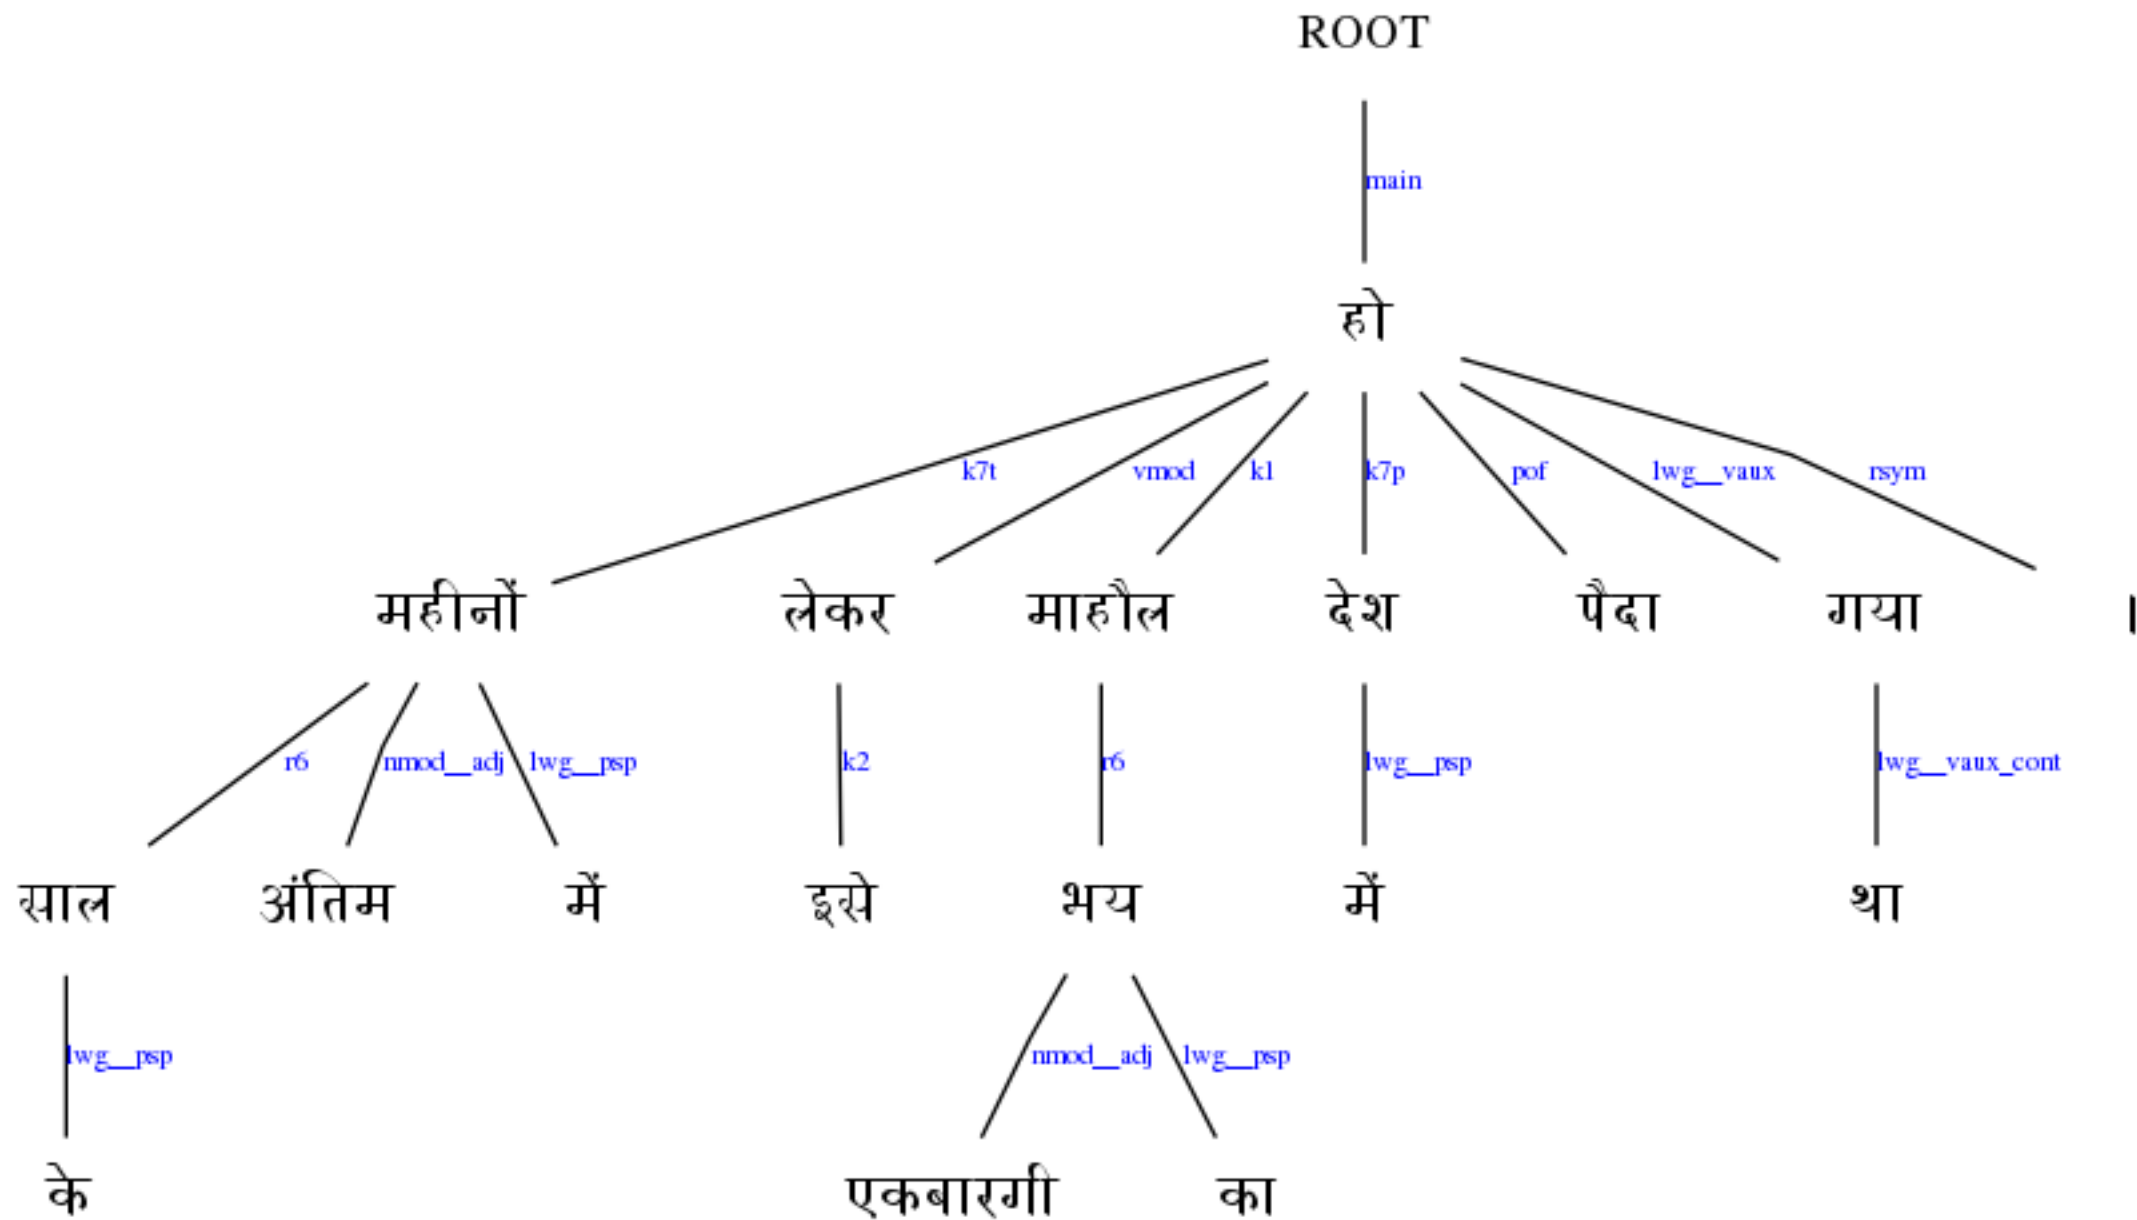 ROOT
main
हो
k7t vmod k1 k7p pof lwg__vaux rsym
महीनों लेकर माहौल देश पैदा गया ।
r6 nmod__adj lwg__psp k2 r6 lwg__psp lwg__vaux_cont
साल अंतिम में इसे भय में था
lwg__psp nmod__adj lwg__psp
के एकबारगी का